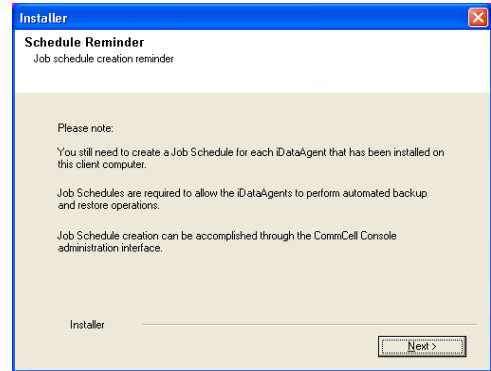 Installer
Schedule Reminder
Job schedule creation reminder
Please note:
You still need to create a Job Schedule for each iDataAgent that has been installed on
this client computer.
Job Schedules are required to allow the iDataAgents to perform automated backup
and restore operations.
Job Schedule creation can be accomplished through the CommCell Console
administration interface.
Installer
Next >